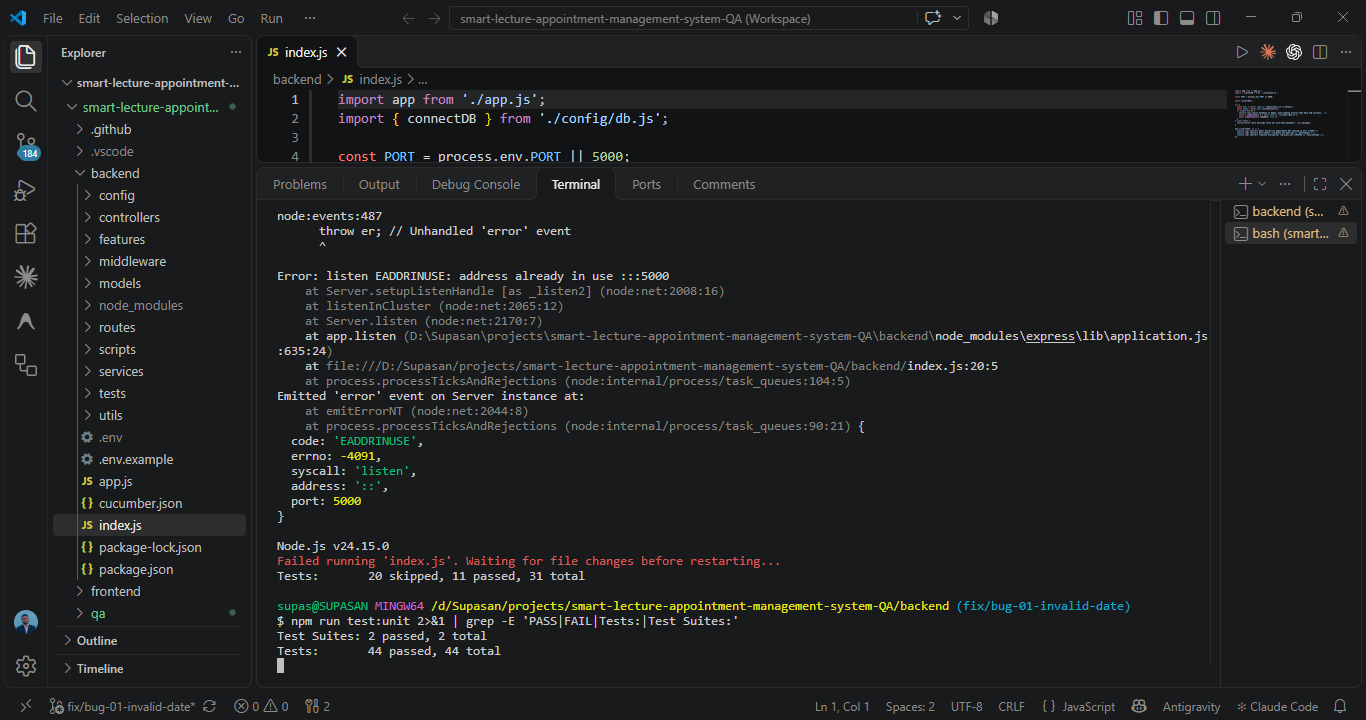 File Edit Selection View Go Run ··· smart-lecture-appointment-management-system-QA (Workspace)
Explorer ···
smart-lecture-appointment-...
smart-lecture-appoint...
.github
.vscode
backend
config
controllers
features
middleware
models
node_modules
routes
scripts
services
tests
utils
.env
.env.example
JS app.js
{} cucumber.json
JS index.js
{} package-lock.json
{} package.json
frontend
qa
Outline
Timeline
184
JS index.js
backend > JS index.js > ...
1 import app from './app.js';
2 import { connectDB } from './config/db.js';
3
4 const PORT = process.env.PORT || 5000;
Problems Output Debug Console Terminal Ports Comments
node:events:487
throw er; // Unhandled 'error' event
^
Error: listen EADDRINUSE: address already in use :::5000
at Server.setupListenHandle [as _listen2] (node:net:2008:16)
at listenInCluster (node:net:2065:12)
at Server.listen (node:net:2170:7)
at app.listen (D:\Supasan\projects\smart-lecture-appointment-management-system-QA\backend\node_modules\express\lib\application.js
:635:24)
at file:///D:/Supasan/projects/smart-lecture-appointment-management-system-QA/backend/index.js:20:5
at process.processTicksAndRejections (node:internal/process/task_queues:104:5)
Emitted 'error' event on Server instance at:
at emitErrorNT (node:net:2044:8)
at process.processTicksAndRejections (node:internal/process/task_queues:90:21) {
code: 'EADDRINUSE',
errno: -4091,
syscall: 'listen',
address: '::',
port: 5000
}
Node.js v24.15.0
Failed running 'index.js'. Waiting for file changes before restarting...
Tests: 20 skipped, 11 passed, 31 total
supas@SUPASAN MINGW64 /d/Supasan/projects/smart-lecture-appointment-management-system-QA/backend (fix/bug-01-invalid-date)
$ npm run test:unit 2>&1 | grep -E 'PASS|FAIL|Tests:|Test Suites:'
Test Suites: 2 passed, 2 total
Tests: 44 passed, 44 total
backend (s...
bash (smart...
fix/bug-01-invalid-date* 0 0 2 Ln 1, Col 1 Spaces: 2 UTF-8 CRLF {} JavaScript Antigravity Claude Code